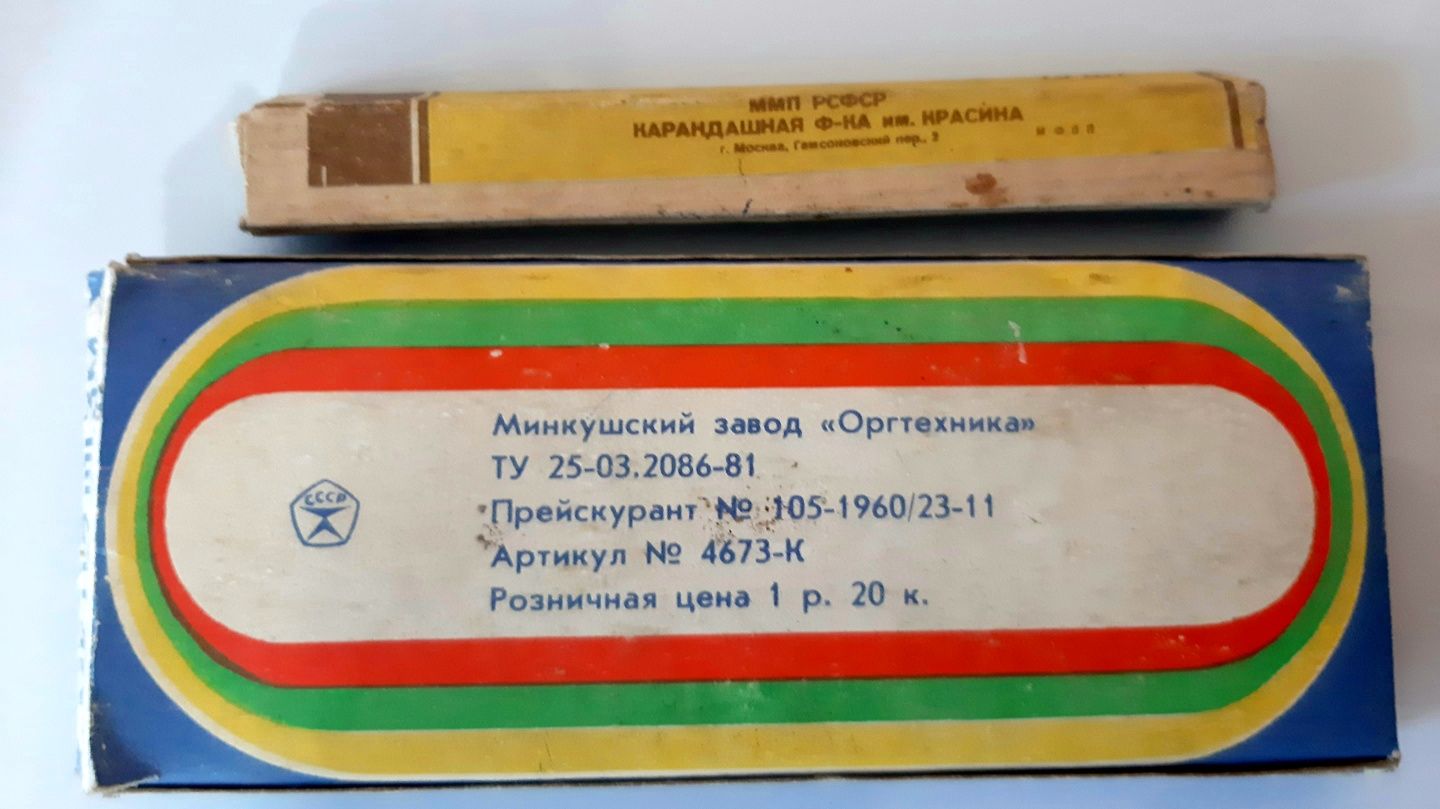 ММП РСФСР
КАРАНДАШНАЯ Ф-КА им. КРАСИНА
г. Москва, Гамсоновский пер., 2
СССР
Минкушский завод «Оргтехника»
ТУ 25-03.2086-81
Прейскурант № 105-1960/23-11
Артикул № 4673-К
Розничная цена 1 р. 20 к.